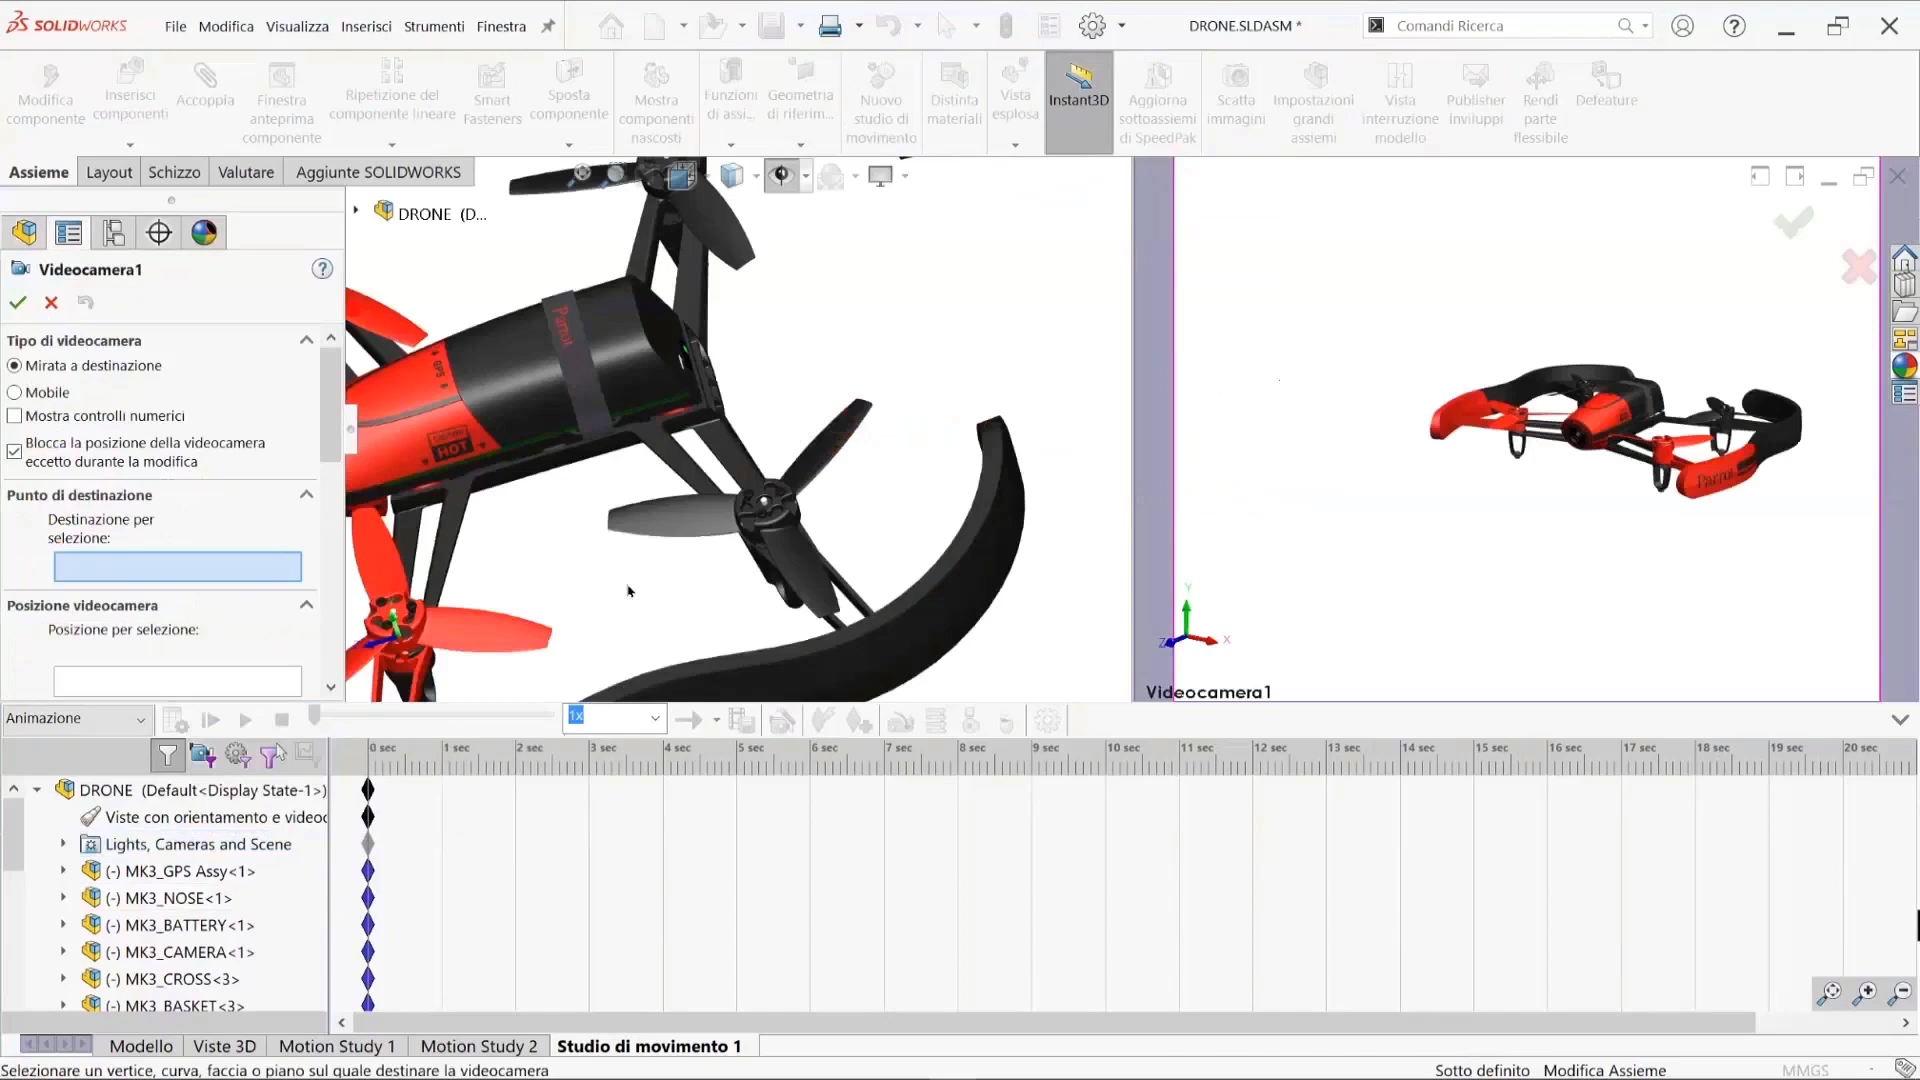 SOLIDWORKS
File Modifica Visualizza Inserisci Strumenti Finestra
DRONE.SLDASM *
Comandi Ricerca
Modifica componente
Inserisci componenti
Accoppia
Finestra anteprima componente
Ripetizione del componente lineare
Smart Fasteners
Sposta componente
Mostra componenti nascosti
Funzioni di assi...
Geometria di riferim...
Nuovo studio di movimento
Distinta materiali
Vista esplosa
Instant3D
Aggiorna sottoassiemi di SpeedPak
Scatta immagini
Impostazioni grandi assiemi
Vista interruzione modello
Publisher inviluppi
Rendi parte flessibile
Defeature
Assieme Layout Schizzo Valutare Aggiunte SOLIDWORKS
DRONE (D...
Videocamera1
Tipo di videocamera
Mirata a destinazione
Mobile
Mostra controlli numerici
Blocca la posizione della videocamera
eccetto durante la modifica
Punto di destinazione
Destinazione per
selezione:
Posizione videocamera
Posizione per selezione:
Parrot
GPS
HOT
Parrot
Y
Z X
Videocamera1
Animazione
1x
0 sec 1 sec 2 sec 3 sec 4 sec 5 sec 6 sec 7 sec 8 sec 9 sec 10 sec 11 sec 12 sec 13 sec 14 sec 15 sec 16 sec 17 sec 18 sec 19 sec 20 sec
DRONE (Default<Display State-1>)
Viste con orientamento e videoc
Lights, Cameras and Scene
(-) MK3_GPS Assy<1>
(-) MK3_NOSE<1>
(-) MK3_BATTERY<1>
(-) MK3_CAMERA<1>
(-) MK3_CROSS<3>
(-) MK3_BASKET<3>
Modello Viste 3D Motion Study 1 Motion Study 2 Studio di movimento 1
Selezionare un vertice, curva, faccia o piano sul quale destinare la videocamera
Sotto definito Modifica Assieme MMGS